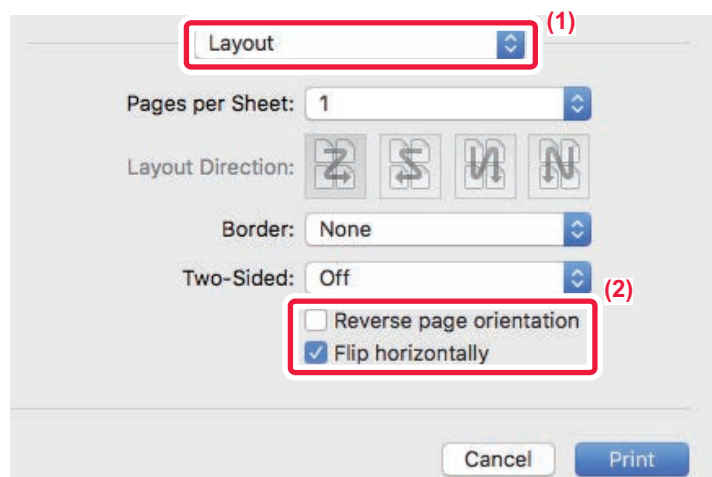 (1)
Layout
Pages per Sheet: 1
Layout Direction:
Border: None
Two-Sided: Off
(2)
Reverse page orientation
Flip horizontally
Cancel Print